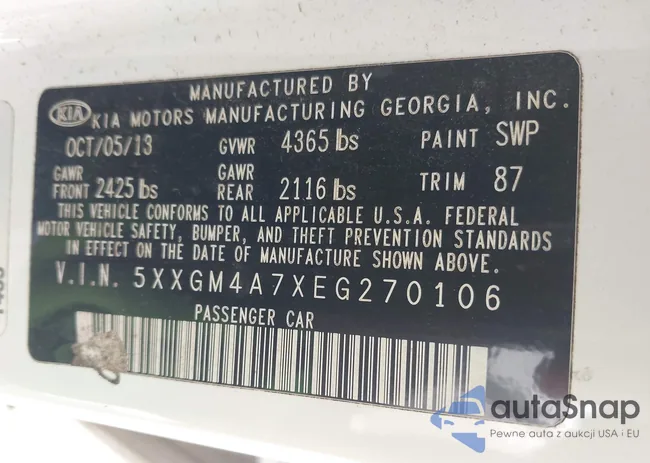 MANUFACTURED BY
KIA KIA MOTORS MANUFACTURING GEORGIA, INC.
OCT/05/13 GVWR 4365 lbs PAINT SWP
GAWR FRONT 2425 lbs GAWR REAR 2116 lbs TRIM 87
THIS VEHICLE CONFORMS TO ALL APPLICABLE U.S.A. FEDERAL
MOTOR VEHICLE SAFETY, BUMPER, AND THEFT PREVENTION STANDARDS
IN EFFECT ON THE DATE OF MANUFACTURE SHOWN ABOVE.
V.I.N. 5XXGM4A7XEG270106
PASSENGER CAR
autaSnap
Pewne auta z aukcji USA i EU